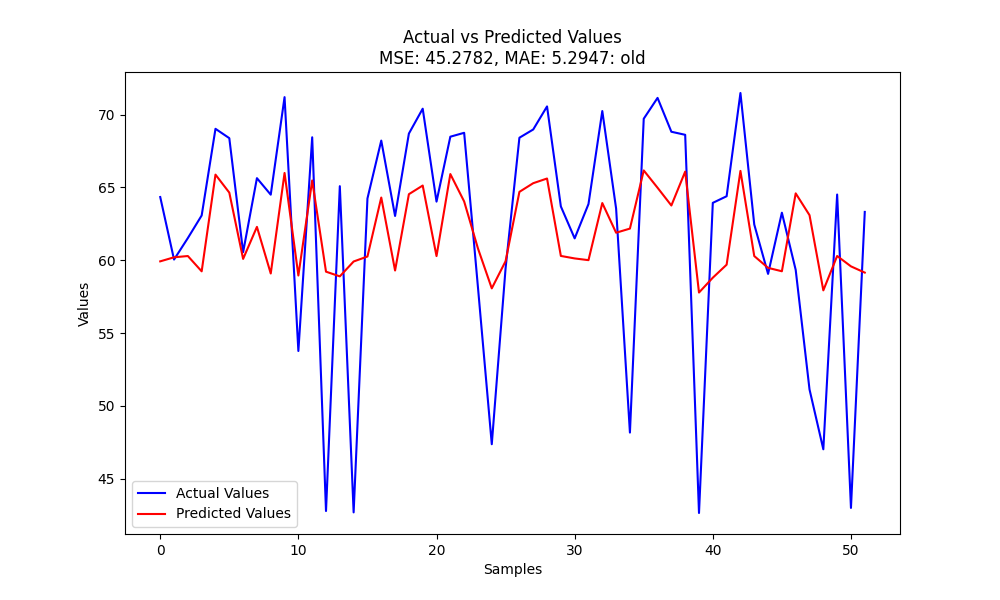 Actual vs Predicted Values
MSE: 45.2782, MAE: 5.2947: old
Values
70
65
60
55
50
45
Actual Values
Predicted Values
0 10 20 30 40 50
Samples